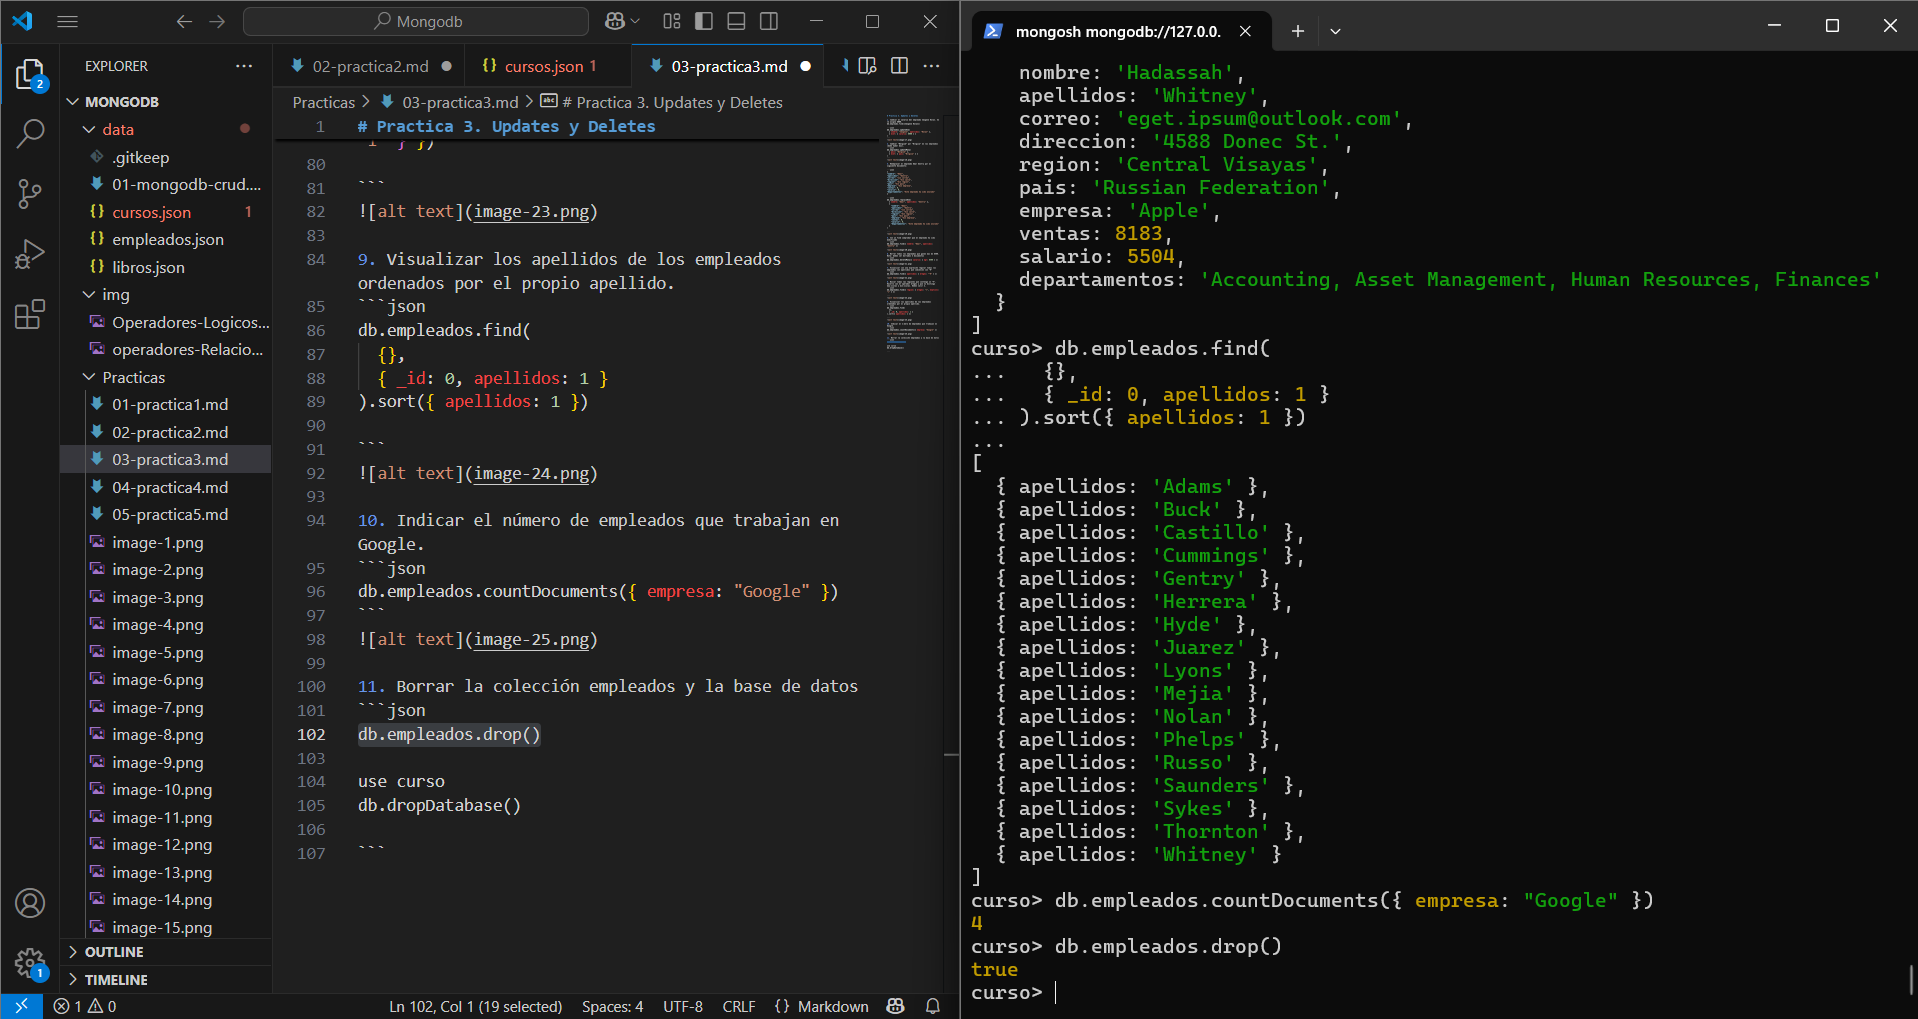 Mongodb
EXPLORER
MONGODB
data
.gitkeep
01-mongodb-crud....
cursos.json 1
empleados.json
libros.json
img
Operadores-Logicos...
operadores-Relacio...
Practicas
01-practica1.md
02-practica2.md
03-practica3.md
04-practica4.md
05-practica5.md
image-1.png
image-2.png
image-3.png
image-4.png
image-5.png
image-6.png
image-7.png
image-8.png
image-9.png
image-10.png
image-11.png
image-12.png
image-13.png
image-14.png
image-15.png
OUTLINE
TIMELINE
2
1
02-practica2.md
cursos.json 1
03-practica3.md
Practicas > 03-practica3.md > # Practica 3. Updates y Deletes
1 # Practica 3. Updates y Deletes
80
81 ```
82 ![alt text](image-23.png)
83
84 9. Visualizar los apellidos de los empleados
ordenados por el propio apellido.
85 ```json
86 db.empleados.find(
87 {},
88 { _id: 0, apellidos: 1 }
89 ).sort({ apellidos: 1 })
90
91 ```
92 ![alt text](image-24.png)
93
94 10. Indicar el número de empleados que trabajan en
Google.
95 ```json
96 db.empleados.countDocuments({ empresa: "Google" })
97 ```
98 ![alt text](image-25.png)
99
100 11. Borrar la colección empleados y la base de datos
101 ```json
102 db.empleados.drop()
103
104 use curso
105 db.dropDatabase()
106
107 ```
1 0
Ln 102, Col 1 (19 selected)
Spaces: 4
UTF-8
CRLF
{ } Markdown
mongosh mongodb://127.0.0.
nombre: 'Hadassah',
apellidos: 'Whitney',
correo: 'eget.ipsum@outlook.com',
direccion: '4588 Donec St.',
region: 'Central Visayas',
pais: 'Russian Federation',
empresa: 'Apple',
ventas: 8183,
salario: 5504,
departamentos: 'Accounting, Asset Management, Human Resources, Finances'
}
]
curso> db.empleados.find(
... {},
... { _id: 0, apellidos: 1 }
... ).sort({ apellidos: 1 })
...
[
{ apellidos: 'Adams' },
{ apellidos: 'Buck' },
{ apellidos: 'Castillo' },
{ apellidos: 'Cummings' },
{ apellidos: 'Gentry' },
{ apellidos: 'Herrera' },
{ apellidos: 'Hyde' },
{ apellidos: 'Juarez' },
{ apellidos: 'Lyons' },
{ apellidos: 'Mejia' },
{ apellidos: 'Nolan' },
{ apellidos: 'Phelps' },
{ apellidos: 'Russo' },
{ apellidos: 'Saunders' },
{ apellidos: 'Sykes' },
{ apellidos: 'Thornton' },
{ apellidos: 'Whitney' }
]
curso> db.empleados.countDocuments({ empresa: "Google" })
4
curso> db.empleados.drop()
true
curso>